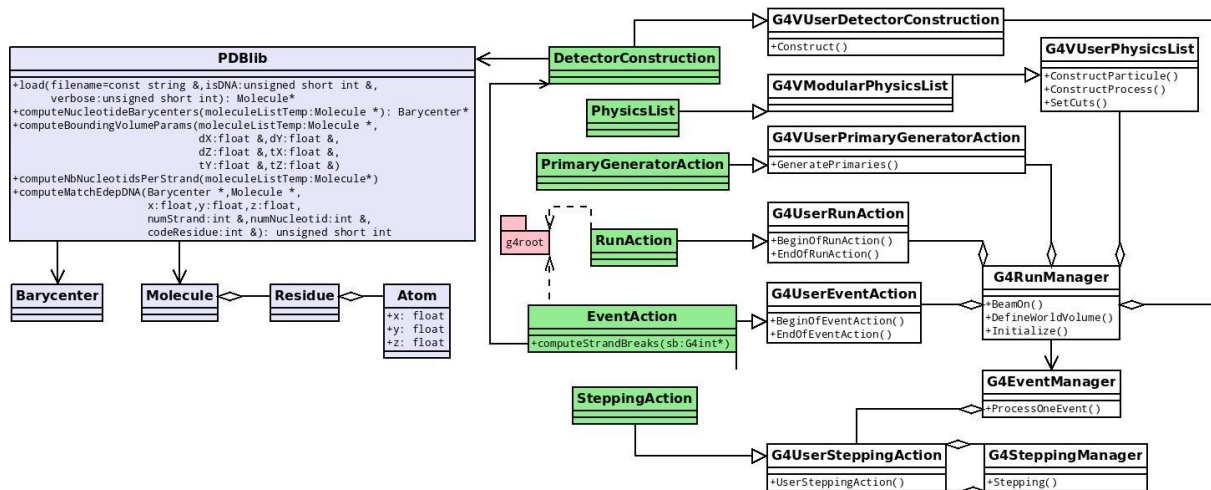 PDBlib
+load(filename=const string &,isDNA:unsigned short int &,
verbose:unsigned short int): Molecule*
+computeNucleotideBarycenters(moleculeListTemp:Molecule *): Barycenter*
+computeBoundingVolumeParams(moleculeListTemp:Molecule *,
dX:float &,dY:float &,
dZ:float &,tX:float &,
tY:float &,tZ:float &)
+computeNbNucleotidsPerStrand(moleculeListTemp:Molecule*)
+computeMatchEdepDNA(Barycenter *,Molecule *,
x:float,y:float,z:float,
numStrand:int &,numNucleotid:int &,
codeResidue:int &): unsigned short int
Barycenter
Molecule
Residue
Atom
+x: float
+y: float
+z: float
DetectorConstruction
PhysicsList
PrimaryGeneratorAction
g4root
RunAction
EventAction
+computeStrandBreaks(sb:G4int*)
SteppingAction
G4VUserDetectorConstruction
+Construct()
G4VModularPhysicsList
G4VUserPhysicsList
+ConstructParticule()
+ConstructProcess()
+SetCuts()
G4VUserPrimaryGeneratorAction
+GeneratePrimaries()
G4UserRunAction
+BeginOfRunAction()
+EndOfRunAction()
G4UserEventAction
+BeginOfEventAction()
+EndOfEventAction()
G4RunManager
+BeamOn()
+DefineWorldVolume()
+Initialize()
G4EventManager
+ProcessOneEvent()
G4UserSteppingAction
+UserSteppingAction()
G4SteppingManager
+Stepping()